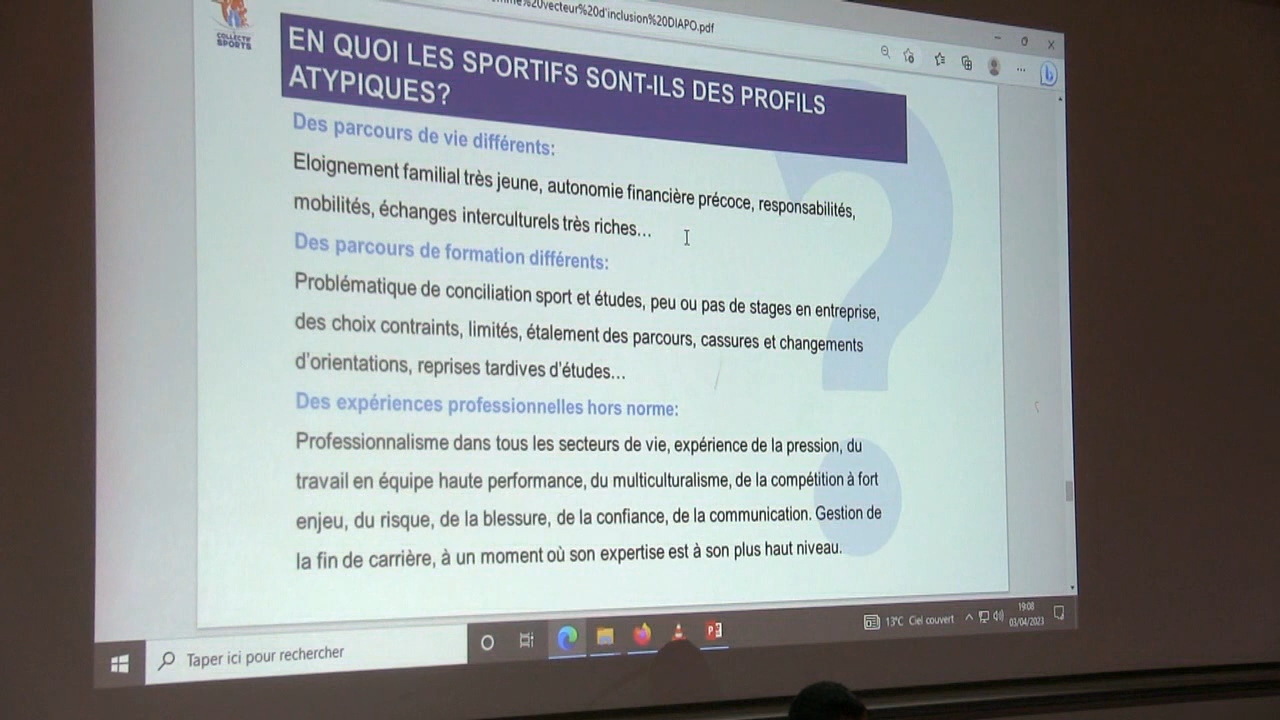 vecteur%20d'inclusion%20DIAPO.pdf
COLLECTIF
SPORTS
EN QUOI LES SPORTIFS SONT-ILS DES PROFILS
ATYPIQUES?
Des parcours de vie différents:
Eloignement familial très jeune, autonomie financière précoce, responsabilités,
mobilités, échanges interculturels très riches...
Des parcours de formation différents:
Problématique de conciliation sport et études, peu ou pas de stages en entreprise,
des choix contraints, limités, étalement des parcours, cassures et changements
d'orientations, reprises tardives d'études...
Des expériences professionnelles hors norme:
Professionnalisme dans tous les secteurs de vie, expérience de la pression, du
travail en équipe haute performance, du multiculturalisme, de la compétition à fort
enjeu, du risque, de la blessure, de la confiance, de la communication. Gestion de
la fin de carrière, à un moment où son expertise est à son plus haut niveau.
Taper ici pour rechercher
13°C Ciel couvert
19:08
03/04/2023